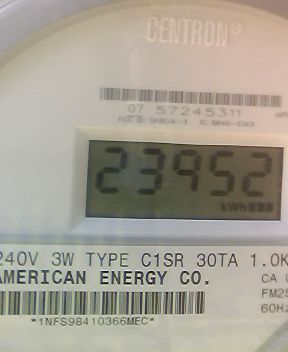 CENTRON®
07 57245311
23952
kWh
240V 3W TYPE C1SR 30TA 1.0K
AMERICAN ENERGY CO.
CA
FM2S
60Hz
*1NFS98410366MEC*